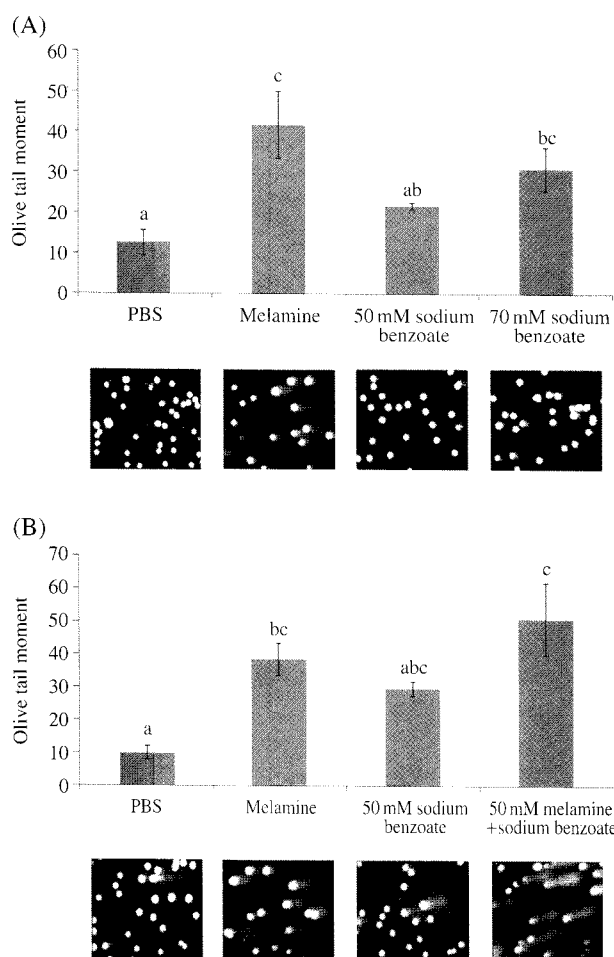 (A)
60
c
50
Olive tail moment
40
bc
30
ab
20
a
10
0
PBS
Melamine
50 mM sodium
benzoate
70 mM sodium
benzoate
(B)
70
c
60
50
bc
Olive tail moment
40
abc
30
20
a
10
0
PBS
Melamine
50 mM sodium
benzoate
50 mM melamine
+sodium benzoate